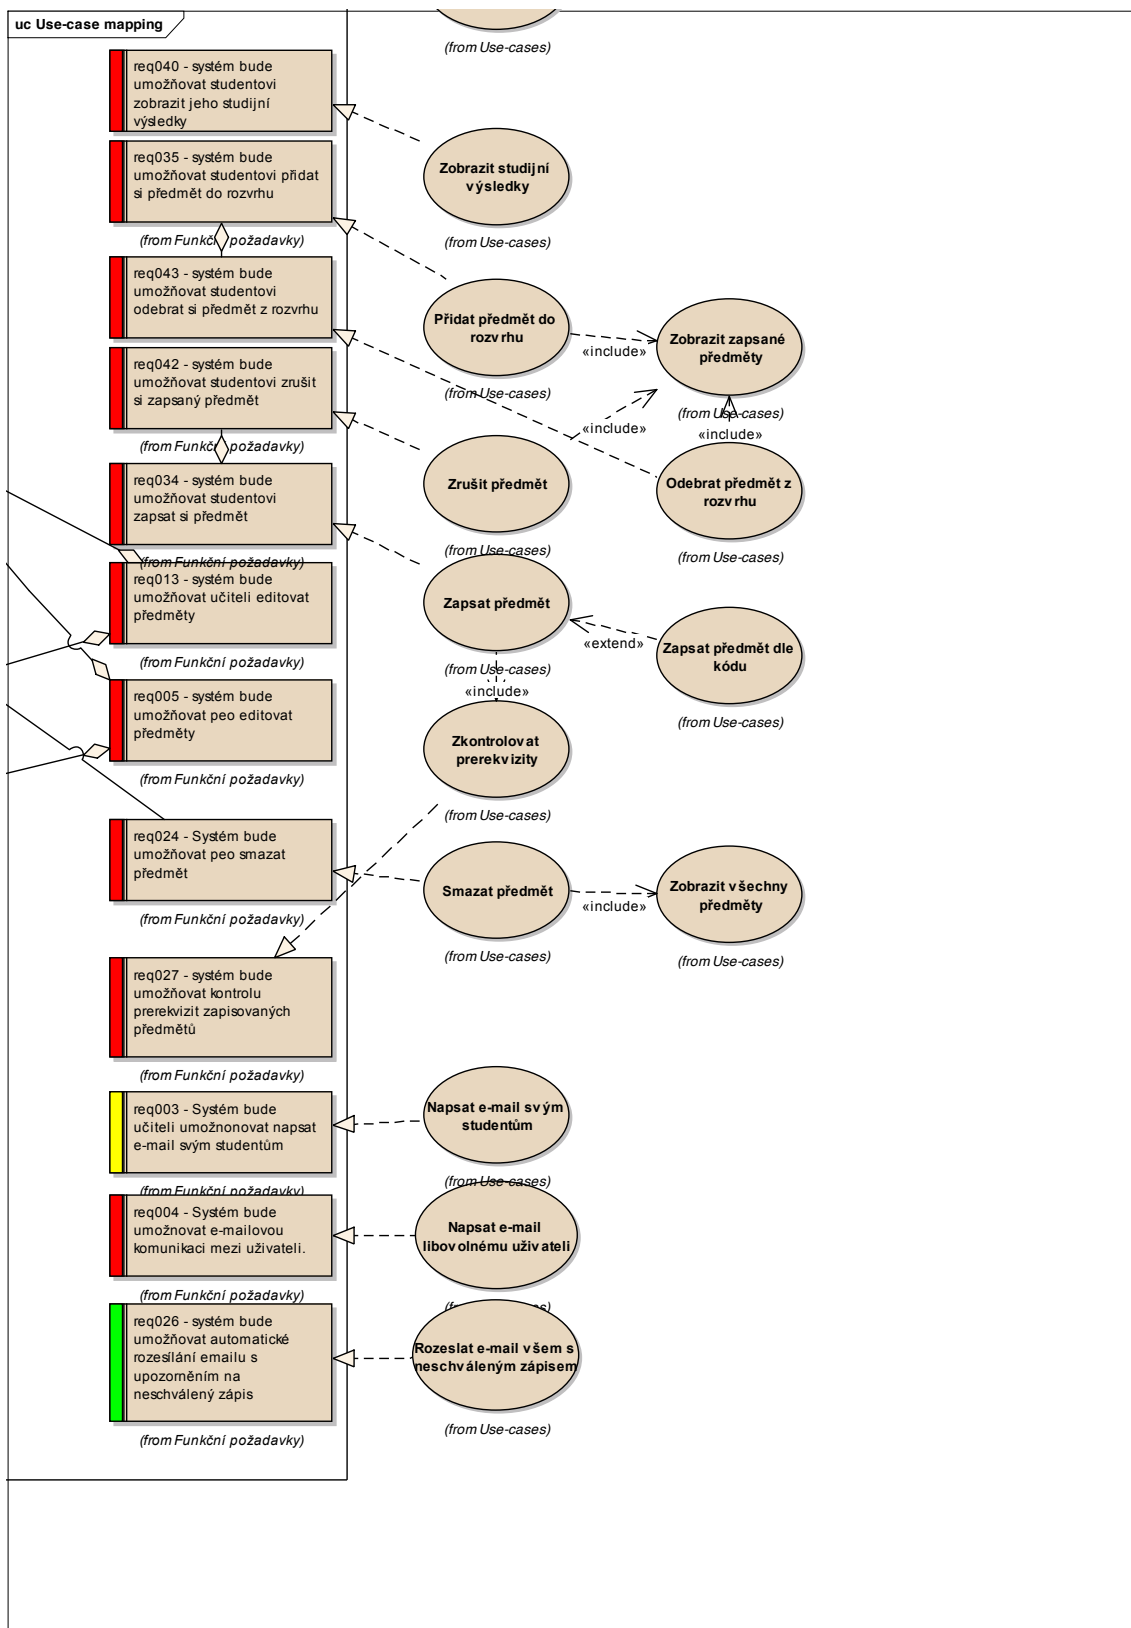 uc Use-case mapping
(from Use-cases)
req040 - systém bude
umožňovat studentovi
zobrazit jeho studijní
výsledky
req035 - systém bude
umožňovat studentovi přidat
si předmět do rozvrhu
(from Funkční požadavky)
req043 - systém bude
umožňovat studentovi
odebrat si předmět z rozvrhu
req042 - systém bude
umožňovat studentovi zrušit
si zapsaný předmět
(from Funkční požadavky)
req034 - systém bude
umožňovat studentovi
zapsat si předmět
(from Funkční požadavky)
req013 - systém bude
umožňovat učiteli editovat
předměty
(from Funkční požadavky)
req005 - systém bude
umožňovat peo editovat
předměty
(from Funkční požadavky)
req024 - Systém bude
umožňovat peo smazat
předmět
(from Funkční požadavky)
req027 - systém bude
umožňovat kontrolu
prerekvizit zapisovaných
předmětů
(from Funkční požadavky)
req003 - Systém bude
učiteli umožnonovat napsat
e-mail svým studentům
(from Funkční požadavky)
req004 - Systém bude
umožnovat e-mailovou
komunikaci mezi uživateli.
(from Funkční požadavky)
req026 - systém bude
umožňovat automatické
rozesílání emailu s
upozorněním na
neschválený zápis
(from Funkční požadavky)
Zobrazit studijní
výsledky
(from Use-cases)
Přidat předmět do
rozvrhu
(from Use-cases)
«include»
Zobrazit zapsané
předměty
(from Use-cases)
«include»
«include»
Zrušit předmět
(from Use-cases)
Odebrat předmět z
rozvrhu
(from Use-cases)
Zapsat předmět
(from Use-cases)
«extend»
Zapsat předmět dle
kódu
(from Use-cases)
«include»
Zkontrolovat
prerekvizity
(from Use-cases)
Smazat předmět
(from Use-cases)
«include»
Zobrazit všechny
předměty
(from Use-cases)
Napsat e-mail svým
studentům
(from Use-cases)
Napsat e-mail
libovolnému uživateli
Rozeslat e-mail všem s
neschváleným zápisem
(from Use-cases)